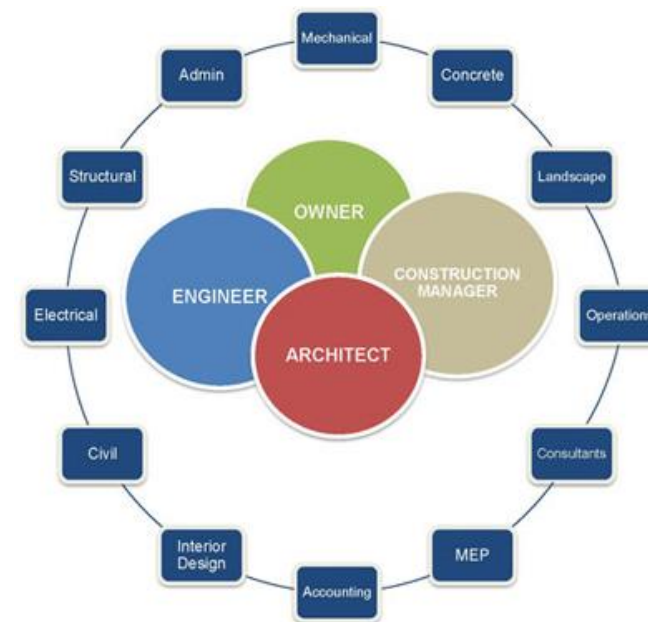 Mechanical
Admin
Concrete
Structural
Landscape
OWNER
ENGINEER
CONSTRUCTION
MANAGER
Electrical
Operations
ARCHITECT
Civil
Consultants
Interior
Design
MEP
Accounting